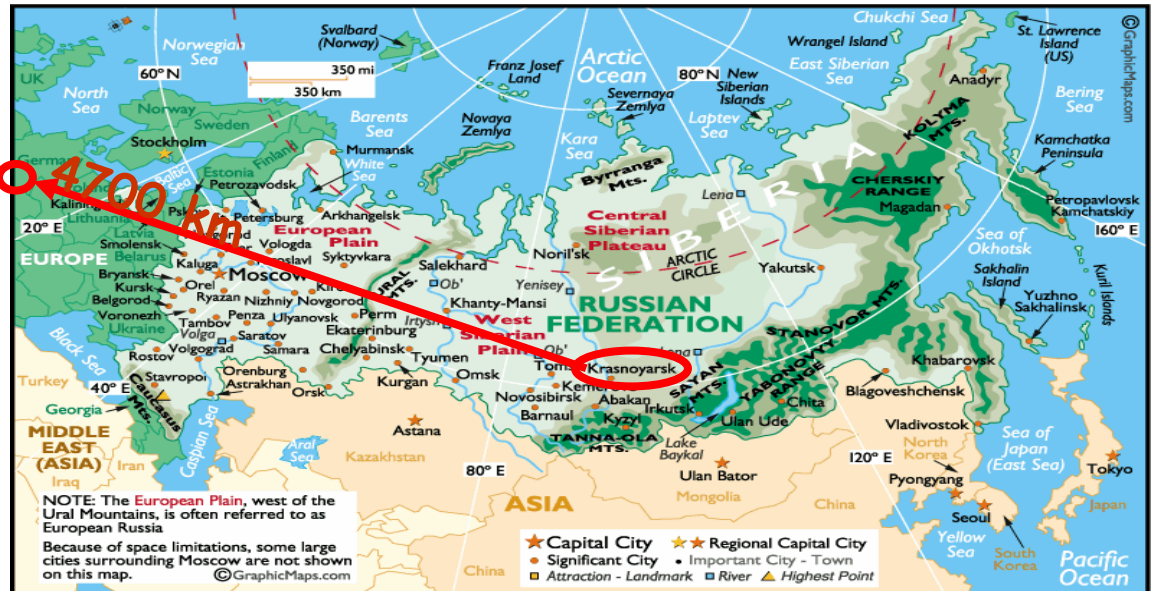 Chukchi Sea
St. Lawrence
Island
(US)
©GraphicMaps.com
Svalbard
(Norway)
Norwegian
Sea
Wrangel Island
East Siberian
Sea
Arctic
Ocean
60° N
350 mi
350 km
Franz Josef
Land
80° N
New
Siberian
Islands
Anadyr
UK
North
Sea
Norway
Sweden
Barents
Sea
Severnaya
Zemlya
Laptev
Sea
Bering
Sea
KOLYMA
MTS.
Novaya
Zemlya
Kara
Sea
Stockholm
Finland
Murmansk
White
Sea
Kamchatka
Peninsula
German
Baltic
Sea
Estonia
Petrozavodsk
Byrranga
Mts.
SIBERIA
CHERSKIY
RANGE
Lena
4700 km
Lithuania
Latvia
Belarus
Petersburg
Arkhangelsk
Magadan
Petropavlovsk
Kamchatskiy
20° E
European
Plain
Central
Siberian
Plateau
160° E
Smolensk
Vologda
Syktyvkara
Noril'sk
ARCTIC
CIRCLE
Sea of
Okhotsk
EUROPE
Kaluga
Moscow
Salekhard
Yakutsk
Sakhalin
Island
Kuril Islands
Bryansk
Kursk
Belgorod
Voronezh
Orel
Ryazan
Nizhniy
Novgorod
URAL
MTS.
Ob'
Yenisey
Khanty-Mansi
RUSSIAN
FEDERATION
Yuzhno
Sakhalinsk
Ukraine
Tambov
Penza
Ulyanovsk
Perm
Irtysh
West
Siberian
Plain
STANOVOR MTS.
Black Sea
Volga
Saratov
Ekaterinburg
Rostov
Volgograd
Samara
Chelyabinsk
Tyumen
Ob'
Lena
Khabarovsk
Turkey
Stavropol
Orenburg
Astrakhan
Orsk
Kurgan
Omsk
Krasnoyarsk
SAYAN
MTS.
YABONOVYY
RANGE
Blagoveshchensk
40° E
Caucasus
Mts.
Novosibirsk
Barnaul
Abakan
Kyzyl
Irkutsk
Ulan Ude
Chita
Georgia
Caspian Sea
Aral
Sea
Astana
TANNA-OLA
MTS.
Lake
Baykal
Vladivostok
MIDDLE
EAST
(ASIA)
Iran
Iraq
Kazakhstan
80° E
Ulan Bator
120° E
North
Korea
Sea of
Japan
(East Sea)
Tokyo
Pyongyang
ASIA
Mongolia
China
Seoul
Japan
NOTE: The European Plain, west of the
Ural Mountains, is often referred to as
European Russia
Because of space limitations, some large
cities surrounding Moscow are not shown
on this map.
©GraphicMaps.com
China
Capital City
Regional Capital City
Significant City
Important City - Town
Attraction - Landmark
River
Highest Point
Yellow
Sea
South
Korea
Pacific
Ocean